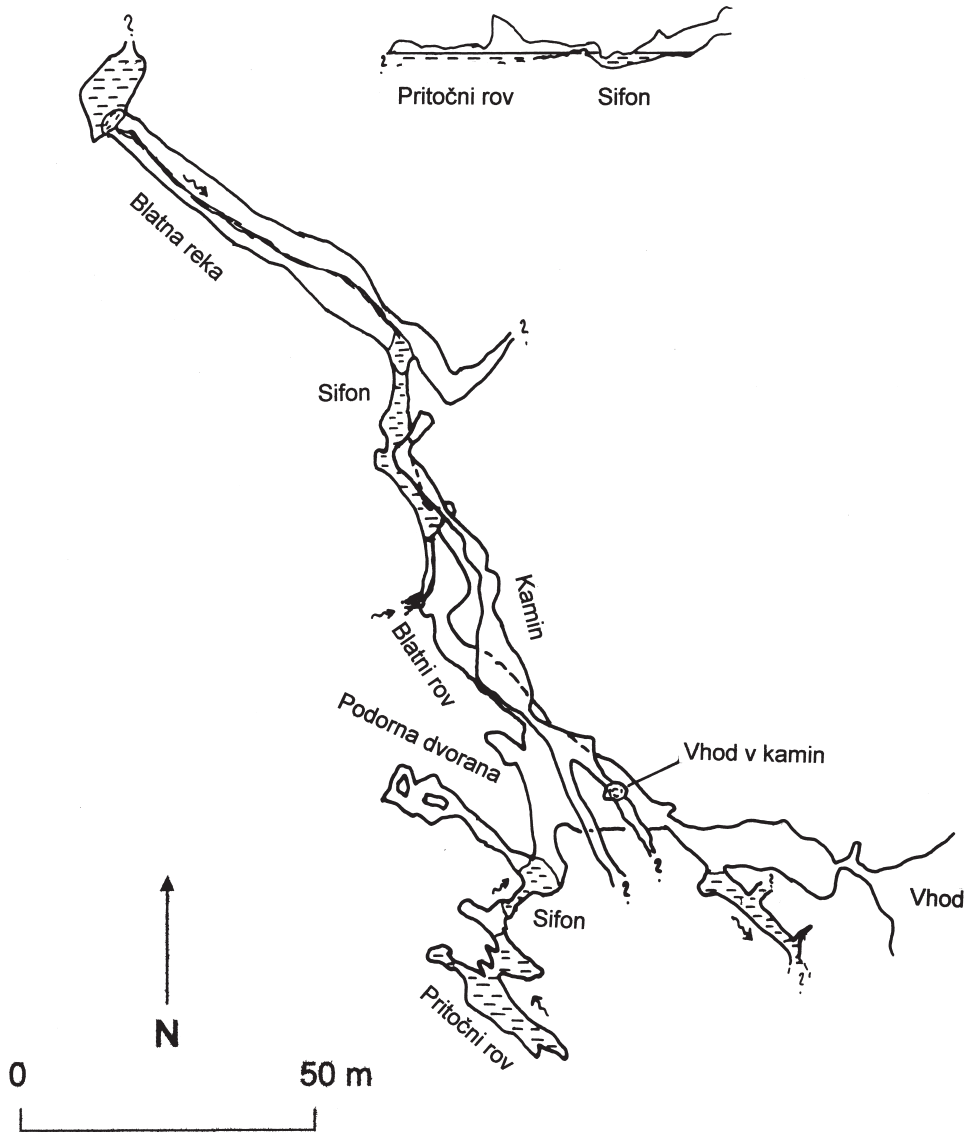 ?
?
Pritočni rov
Sifon
Blatna reka
?
Sifon
Kamin
Blatni rov
Podorna dvorana
Vhod v kamin
?
?
?
Vhod
Sifon
?
Pritočni rov
N
0 50 m